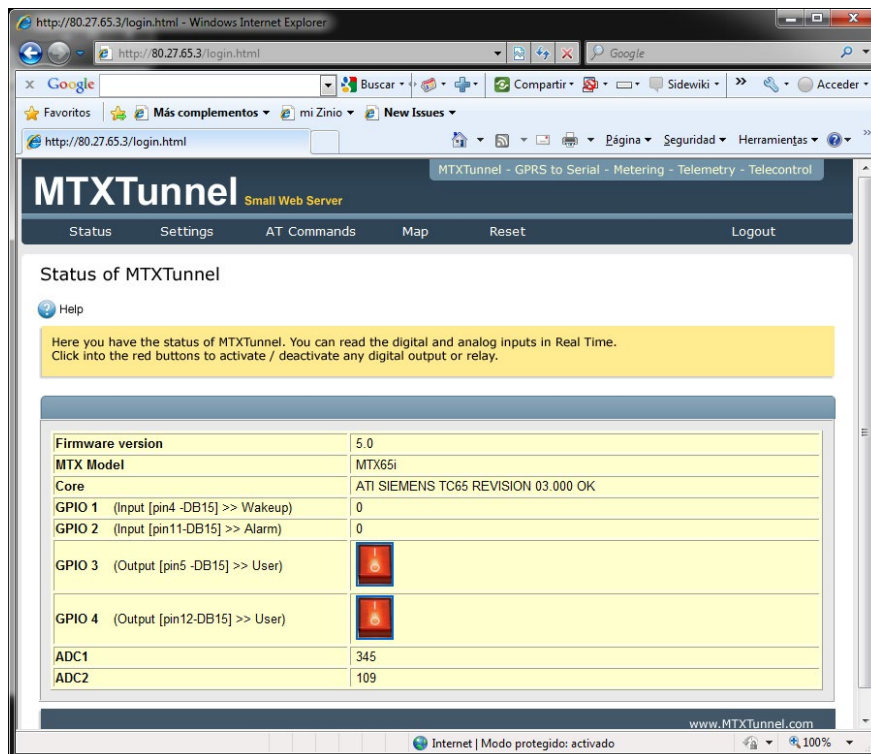 http://80.27.65.3/login.html - Windows Internet Explorer
http://80.27.65.3/login.html
Google
Google
Buscar
Compartir
Sidewiki
Acceder
Favoritos
Más complementos
mi Zinio
New Issues
http://80.27.65.3/login.html
Página
Seguridad
Herramientas
MTXTunnel - GPRS to Serial - Metering - Telemetry - Telecontrol
MTXTunnel Small Web Server
Status Settings AT Commands Map Reset Logout
Status of MTXTunnel
Help
Here you have the status of MTXTunnel. You can read the digital and analog inputs in Real Time.
Click into the red buttons to activate / deactivate any digital output or relay.
Firmware version 5.0
MTX Model MTX65i
Core ATI SIEMENS TC65 REVISION 03.000 OK
GPIO 1 (Input [pin4 -DB15] >> Wakeup) 0
GPIO 2 (Input [pin11-DB15] >> Alarm) 0
GPIO 3 (Output [pin5 -DB15] >> User)
GPIO 4 (Output [pin12-DB15] >> User)
ADC1 345
ADC2 109
www.MTXTunnel.com
Internet | Modo protegido: activado
100%